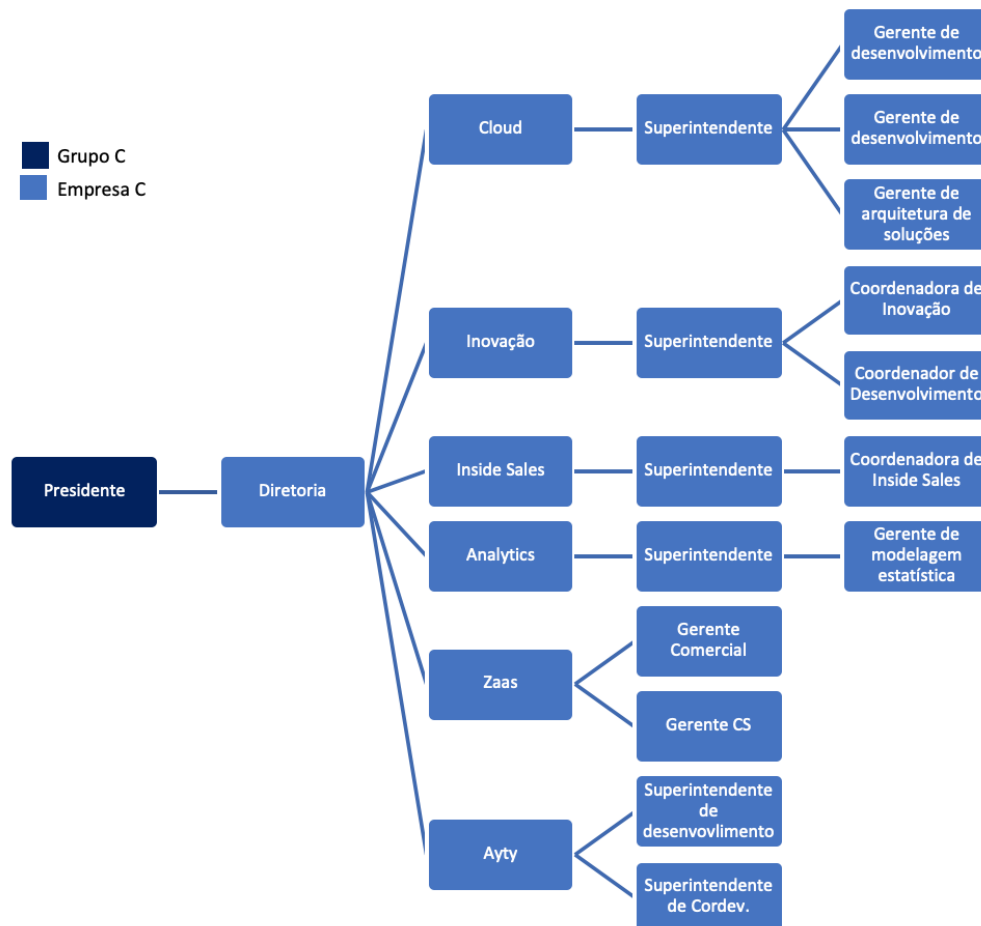 Grupo C
Empresa C
Presidente
Diretoria
Cloud
Superintendente
Gerente de
desenvolvimento
Gerente de
desenvolvimento
Gerente de
arquitetura de
soluções
Inovação
Superintendente
Coordenadora de
Inovação
Coordenador de
Desenvolvimento
Inside Sales
Superintendente
Coordenadora de
Inside Sales
Analytics
Superintendente
Gerente de
modelagem
estatística
Zaas
Gerente
Comercial
Gerente CS
Ayty
Superintendente
de
desenvovlimento
Superintendente
de Cordev.